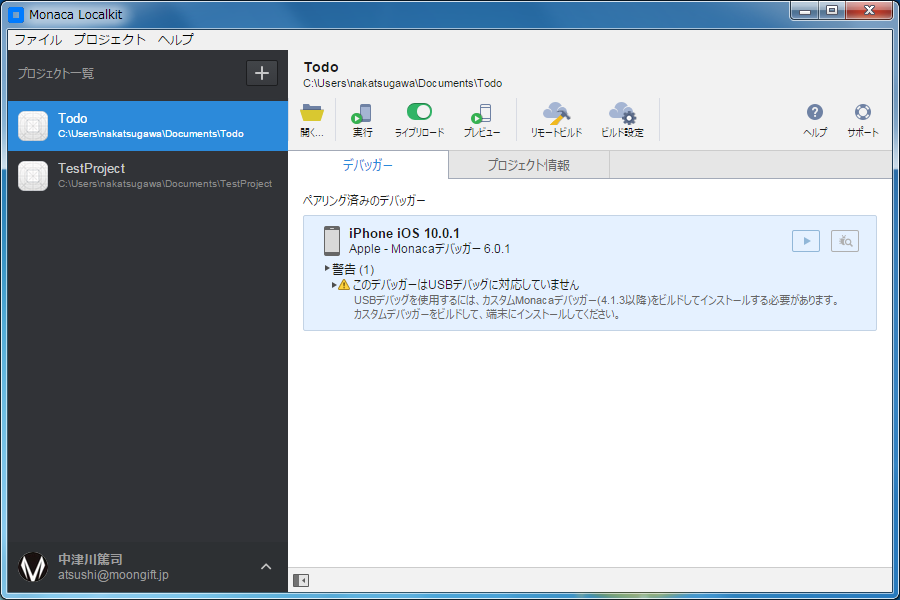 Monaca Localkit
ファイル プロジェクト ヘルプ
プロジェクト一覧
Todo
C:\Users\nakatsugawa\Documents\Todo
TestProject
C:\Users\nakatsugawa\Documents\TestProject
中津川篤司
atsushi@moongift.jp
Todo
C:\Users\nakatsugawa\Documents\Todo
開く... 実行 ライブリロード プレビュー リモートビルド ビルド設定 ヘルプ サポート
デバッガー プロジェクト情報
ペアリング済みのデバッガー
iPhone iOS 10.0.1
Apple - Monacaデバッガー 6.0.1
警告 (1)
このデバッガーはUSBデバッグに対応していません
USBデバッグを使用するには、カスタムMonacaデバッガー(4.1.3以降)をビルドしてインストールする必要があります。
カスタムデバッガーをビルドして、端末にインストールしてください。